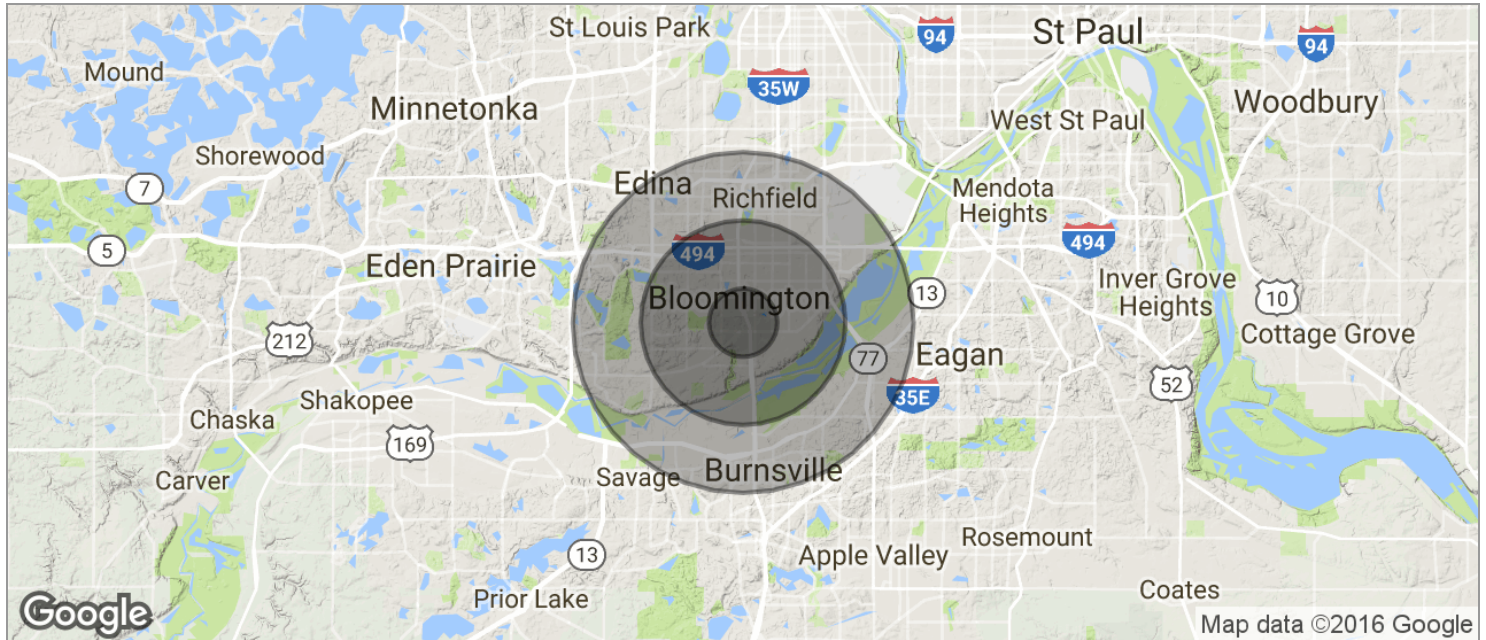 St Louis Park
94
St Paul
94
Mound
35W
Minnetonka
Woodbury
West St Paul
Shorewood
7
Edina
Richfield
Mendota
Heights
5
494
494
Eden Prairie
Bloomington
13
Inver Grove
Heights
10
212
Cottage Grove
77
Eagan
52
35E
Shakopee
Chaska
169
Carver
Savage
Burnsville
13
Apple Valley
Rosemount
Prior Lake
Coates
Google
Map data ©2016 Google